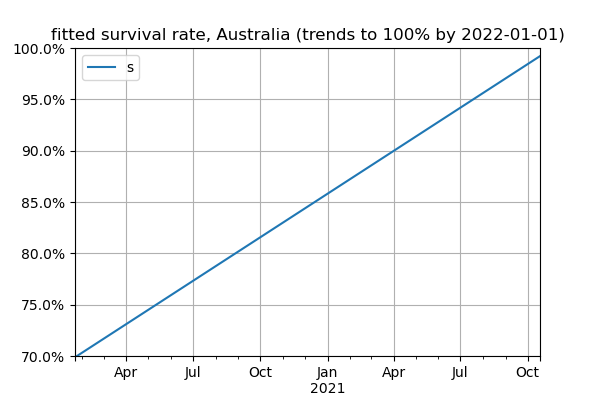 fitted survival rate, Australia (trends to 100% by 2022-01-01)
100.0%
s
95.0%
90.0%
85.0%
80.0%
75.0%
70.0%
Apr Jul Oct Jan Apr Jul Oct
2021